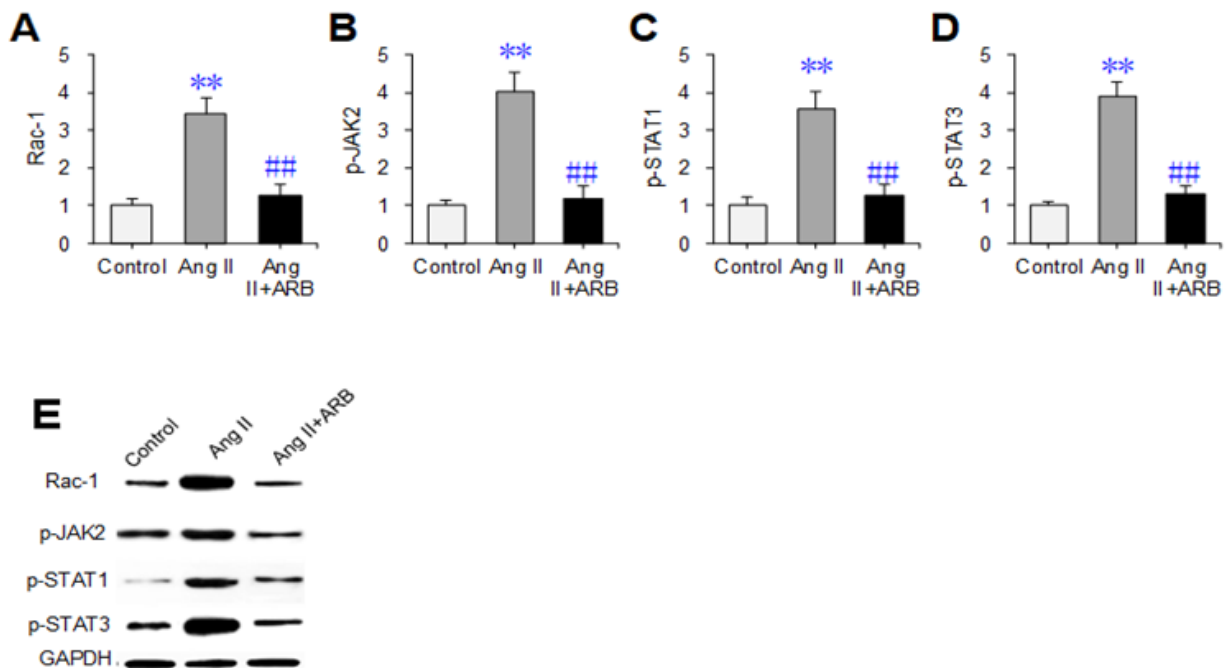 A
5
4
3
2
1
0
Rac-1
**
##
Control
Ang II
Ang
II+ARB
B
5
4
3
2
1
0
p-JAK2
**
##
Control
Ang II
Ang
II+ARB
C
5
4
3
2
1
0
p-STAT1
**
##
Control
Ang II
Ang
II+ARB
D
5
4
3
2
1
0
p-STAT3
**
##
Control
Ang II
Ang
II+ARB
E
Control
Ang II
Ang II+ARB
Rac-1
p-JAK2
p-STAT1
p-STAT3
GAPDH